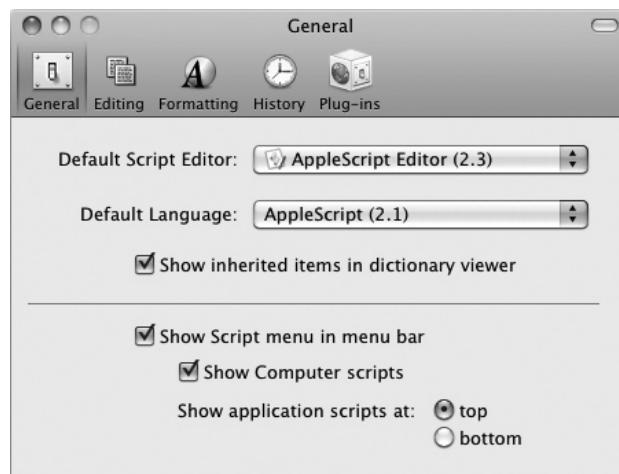 General
General Editing Formatting History Plug-ins
Default Script Editor: AppleScript Editor (2.3)
Default Language: AppleScript (2.1)
Show inherited items in dictionary viewer
Show Script menu in menu bar
Show Computer scripts
Show application scripts at: top
bottom